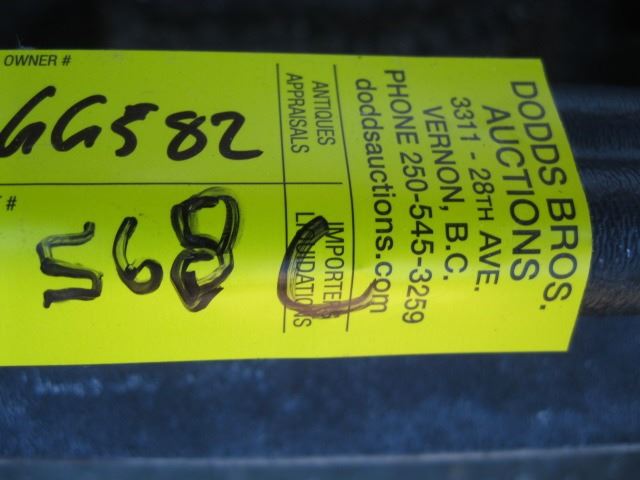 DODDS BROS.
AUCTIONS
3311 - 28TH AVE.
VERNON, B.C.
PHONE 250-545-3259
doddsauctions.com
ANTIQUES IMPORTERS
APPRAISALS LIQUIDATIONS
OWNER #
GG582
#